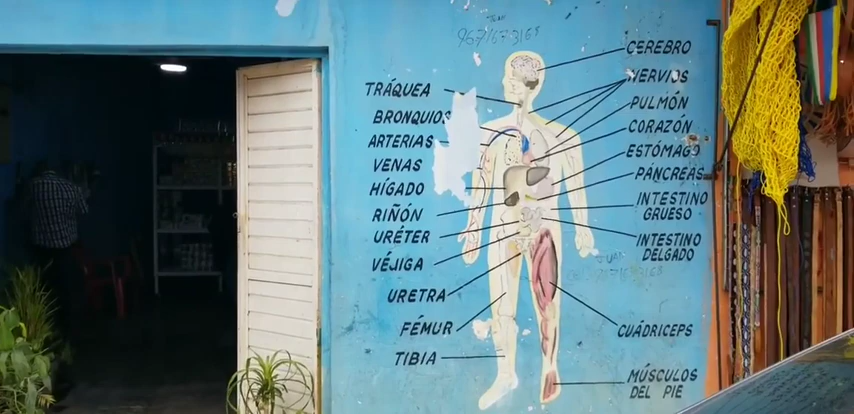 TRÁQUEA
BRONQUIOS
ARTERIAS
VENAS
HÍGADO
RIÑÓN
URÉTER
VÉJIGA
URETRA
FÉMUR
TIBIA
CEREBRO
NERVIOS
PULMÓN
CORAZÓN
ESTÓMAGO
PÁNCREAS
INTESTINO
GRUESO
INTESTINO
DELGADO
CUÁDRICEPS
MÚSCULOS
DEL PIE